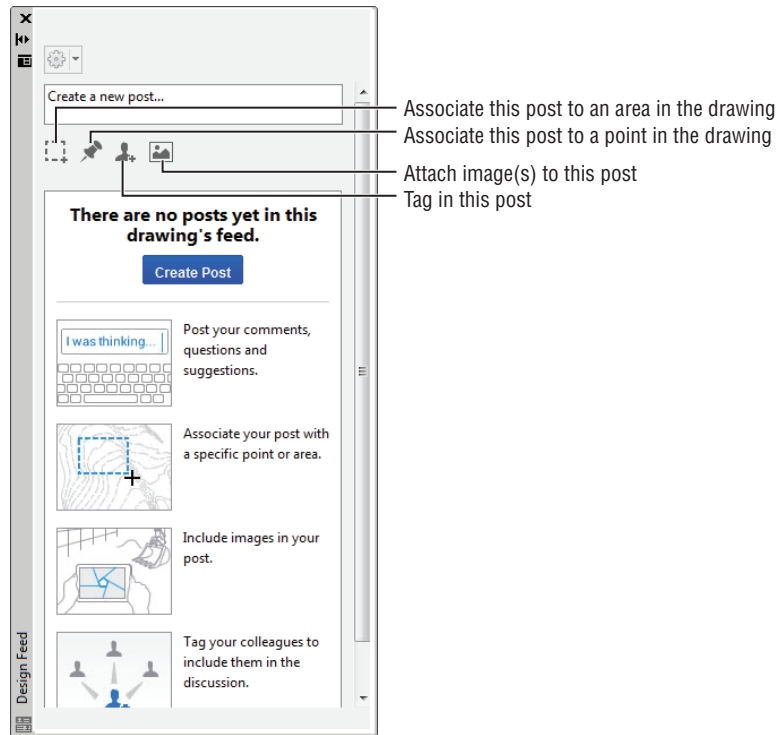 Create a new post...
Associate this post to an area in the drawing
Associate this post to a point in the drawing
Attach image(s) to this post
Tag in this post
There are no posts yet in this
drawing's feed.
Create Post
I was thinking...
Post your comments,
questions and
suggestions.
Associate your post with
a specific point or area.
Include images in your
post.
Tag your colleagues to
include them in the
discussion.
Design Feed